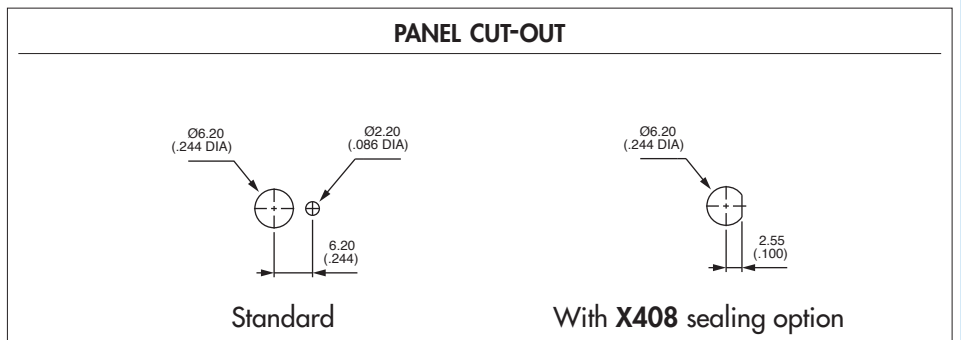 PANEL CUT-OUT
Ø6.20
(.244 DIA)
Ø2.20
(.086 DIA)
6.20
(.244)
Standard
Ø6.20
(.244 DIA)
2.55
(.100)
With X408 sealing option